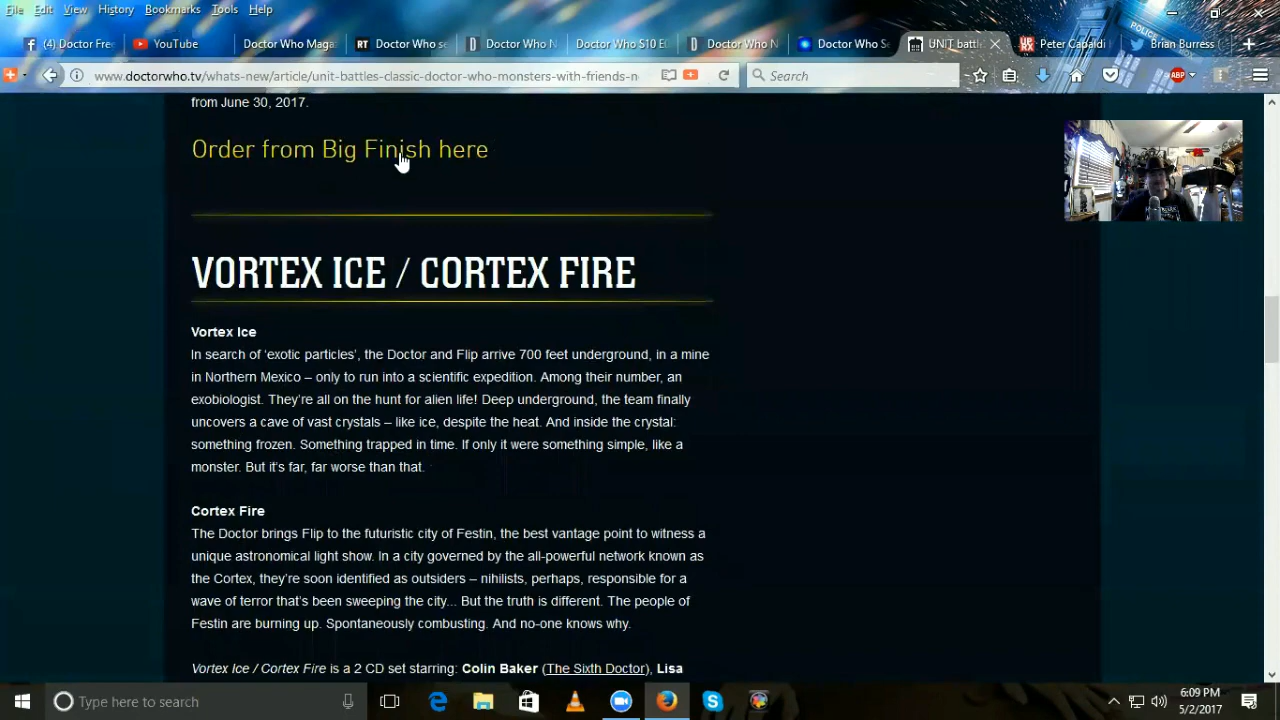 File Edit View History Bookmarks Tools Help
(4) Doctor Fre
YouTube
Doctor Who Maga
RT Doctor Who se
Doctor Who N
Doctor Who S10 E
Doctor Who N
Doctor Who Se
UNIT battl
UP RX Peter Capaldi
Brian Burress (
www.doctorwho.tv/whats-new/article/unit-battles-classic-doctor-who-monsters-with-friends-n
Search
ABP
from June 30, 2017.
Order from Big Finish here
VORTEX ICE / CORTEX FIRE
Vortex Ice
In search of ‘exotic particles’, the Doctor and Flip arrive 700 feet underground, in a mine
in Northern Mexico – only to run into a scientific expedition. Among their number, an
exobiologist. They’re all on the hunt for alien life! Deep underground, the team finally
uncovers a cave of vast crystals – like ice, despite the heat. And inside the crystal:
something frozen. Something trapped in time. If only it were something simple, like a
monster. But it’s far, far worse than that.
Cortex Fire
The Doctor brings Flip to the futuristic city of Festin, the best vantage point to witness a
unique astronomical light show. In a city governed by the all-powerful network known as
the Cortex, they’re soon identified as outsiders – nihilists, perhaps, responsible for a
wave of terror that’s been sweeping the city... But the truth is different. The people of
Festin are burning up. Spontaneously combusting. And no-one knows why.
Vortex Ice / Cortex Fire is a 2 CD set starring: Colin Baker (The Sixth Doctor), Lisa
Type here to search
6:09 PM
5/2/2017